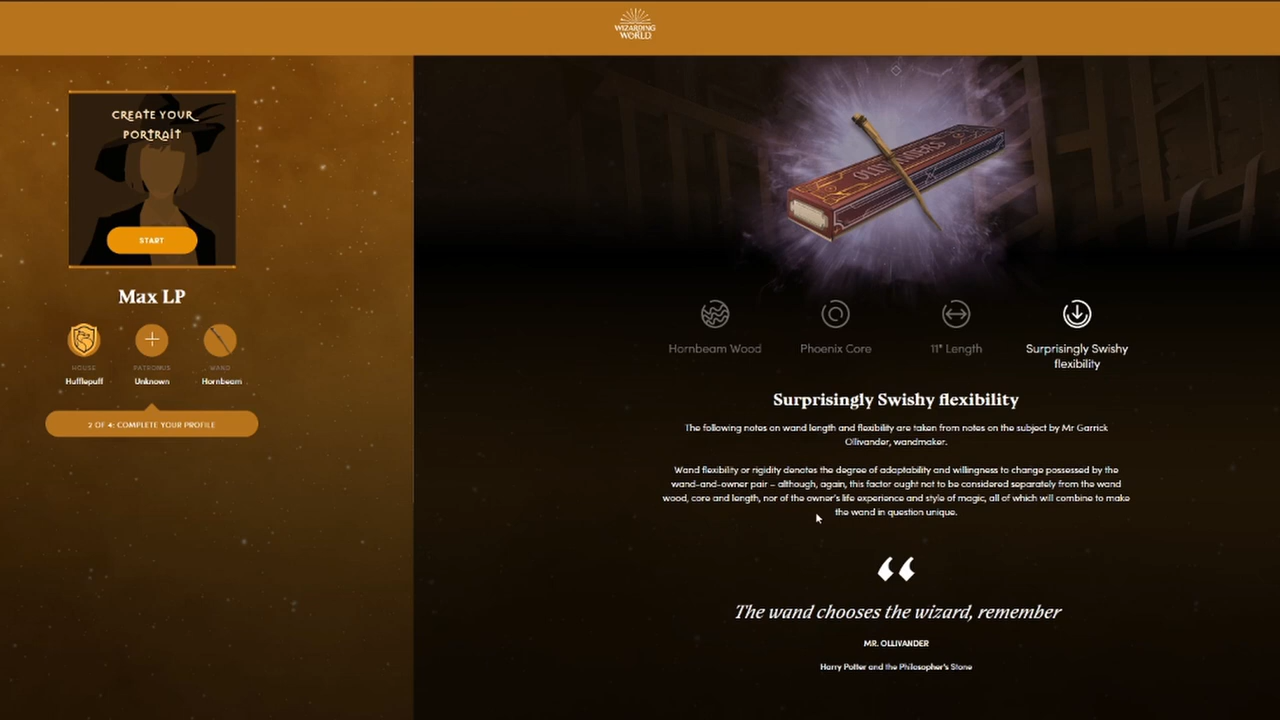 WIZARDING
WORLD
CREATE YOUR
PORTRAIT
START
Max LP
HOUSE
Hufflepuff
PATRONUS
Unknown
WAND
Hornbeam
2 OF 4: COMPLETE YOUR PROFILE
OLLIVANDERS
Hornbeam Wood
Phoenix Core
11" Length
Surprisingly Swishy
flexibility
Surprisingly Swishy flexibility
The following notes on wand length and flexibility are taken from notes on the subject by Mr Garrick
Ollivander, wandmaker.
Wand flexibility or rigidity denotes the degree of adaptability and willingness to change possessed by the
wand-and-owner pair – although, again, this factor ought not to be considered separately from the wand
wood, core and length, nor of the owner's life experience and style of magic, all of which will combine to make
the wand in question unique.
“
The wand chooses the wizard, remember
MR. OLLIVANDER
Harry Potter and the Philosopher's Stone